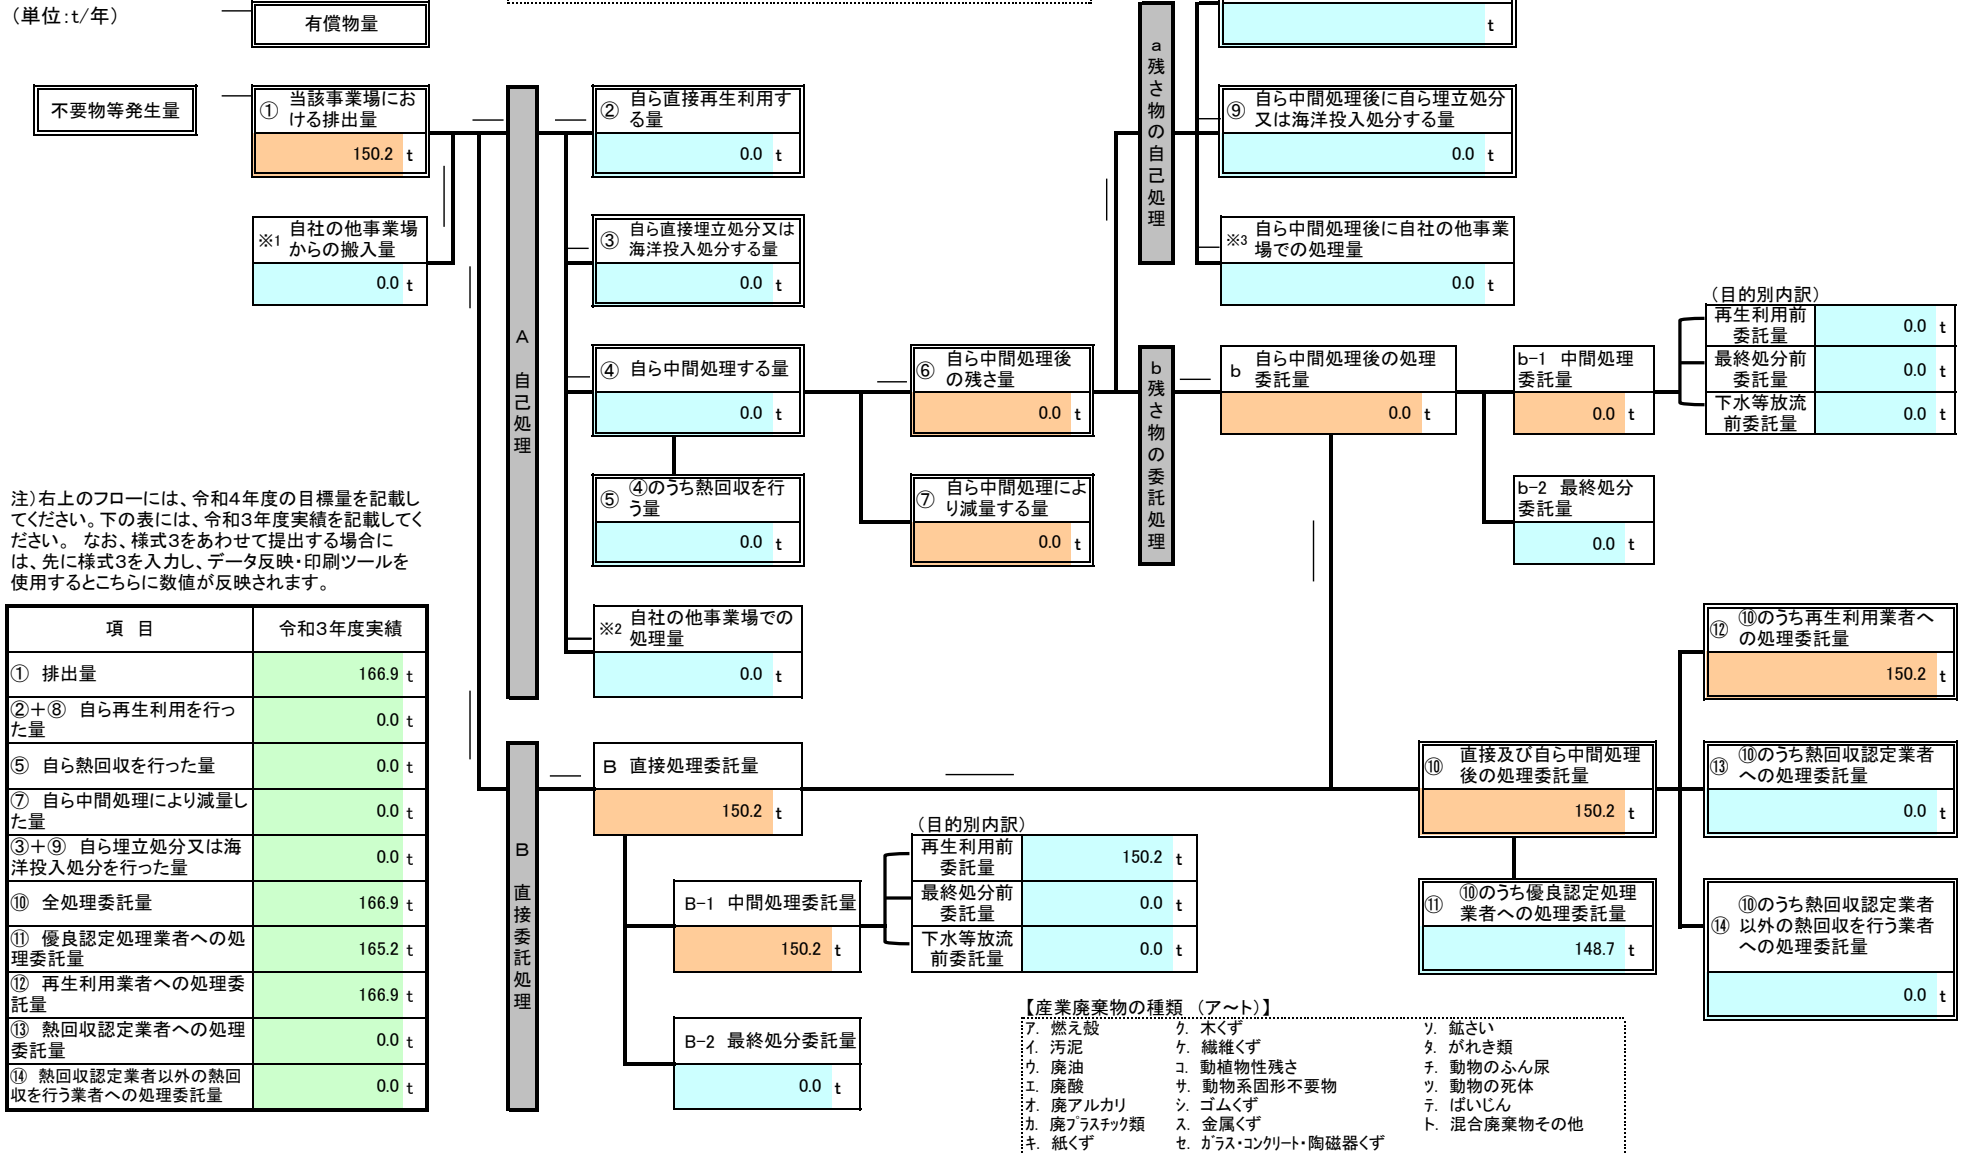 （単位：t/年）
有償物量
t
不要物等発生量
① 当該事業場にお
ける排出量
150.2 t
※1 自社の他事業場
からの搬入量
0.0 t
A 自己処理
② 自ら直接再生利用す
る量
0.0 t
③ 自ら直接埋立処分又は
海洋投入処分する量
0.0 t
④ 自ら中間処理する量
0.0 t
⑤ ④のうち熱回収を行
う量
0.0 t
※2 自社の他事業場での
処理量
0.0 t
⑥ 自ら中間処理後
の残さ量
0.0 t
⑦ 自ら中間処理によ
り減量する量
0.0 t
a 残さ物の自己処理
⑨ 自ら中間処理後に自ら埋立処分
又は海洋投入処分する量
0.0 t
※3 自ら中間処理後に自社の他事業
場での処理量
0.0 t
b 残さ物の委託処理
b 自ら中間処理後の処理
委託量
0.0 t
b-1 中間処理
委託量
0.0 t
（目的別内訳）
再生利用前
委託量
0.0 t
最終処分前
委託量
0.0 t
下水等放流
前委託量
0.0 t
b-2 最終処分
委託量
0.0 t
注）右上のフローには、令和４年度の目標量を記載し
てください。下の表には、令和３年度実績を記載してく
ださい。 なお、様式３をあわせて提出する場合に
は、先に様式３を入力し、データ反映・印刷ツールを
使用するとこちらに数値が反映されます。
項 目 令和３年度実績
① 排出量 166.9 t
②＋⑧ 自ら再生利用を行っ
た量 0.0 t
⑤ 自ら熱回収を行った量 0.0 t
⑦ 自ら中間処理により減量し
た量 0.0 t
③＋⑨ 自ら埋立処分又は海
洋投入処分を行った量 0.0 t
⑩ 全処理委託量 166.9 t
⑪ 優良認定処理業者への処
理委託量 165.2 t
⑫ 再生利用業者への処理委
託量 166.9 t
⑬ 熱回収認定業者への処理
委託量 0.0 t
⑭ 熱回収認定業者以外の熱回
収を行う業者への処理委託量 0.0 t
B 直接委託処理
B 直接処理委託量
150.2 t
B-1 中間処理委託量
150.2 t
B-2 最終処分委託量
0.0 t
（目的別内訳）
再生利用前
委託量
150.2 t
最終処分前
委託量
0.0 t
下水等放流
前委託量
0.0 t
⑩ 直接及び自ら中間処理
後の処理委託量
150.2 t
⑪ ⑩のうち優良認定処理
業者への処理委託量
148.7 t
⑫ ⑩のうち再生利用業者へ
の処理委託量
150.2 t
⑬ ⑩のうち熱回収認定業者
への処理委託量
0.0 t
⑭ ⑩のうち熱回収認定業者
以外の熱回収を行う業者
への処理委託量
0.0 t
【産業廃棄物の種類 （ア～ト）】
ア. 燃え殻 ク. 木くず ソ. 鉱さい
イ. 汚泥 ケ. 繊維くず タ. がれき類
ウ. 廃油 コ. 動植物性残さ チ. 動物のふん尿
エ. 廃酸 サ. 動物系固形不要物 ツ. 動物の死体
オ. 廃アルカリ シ. ゴムくず テ. ばいじん
カ. 廃プラスチック類 ス. 金属くず ト. 混合廃棄物その他
キ. 紙くず セ. ガラス・コンクリート・陶磁器くず